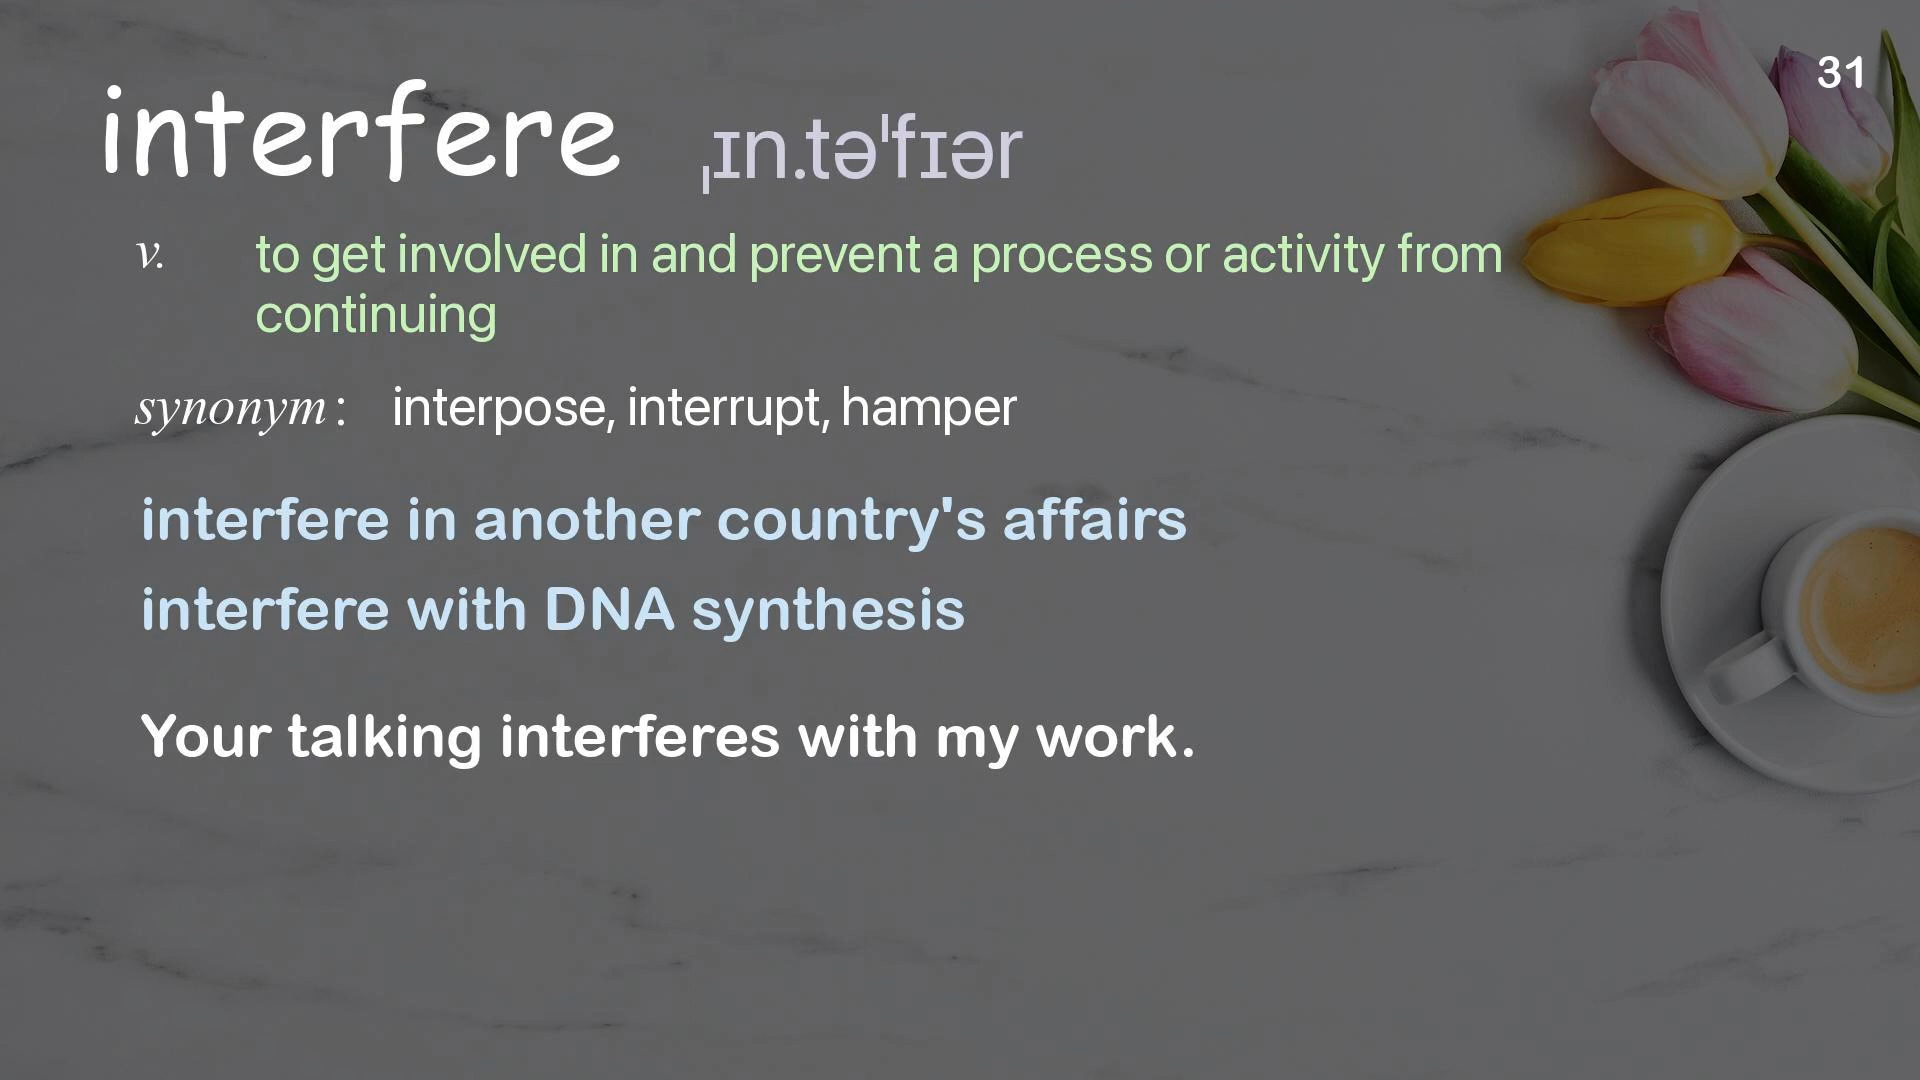 31
interfere ˌɪn.təˈfɪər
v. to get involved in and prevent a process or activity from
continuing
synonym : interpose, interrupt, hamper
interfere in another country's affairs
interfere with DNA synthesis
Your talking interferes with my work.